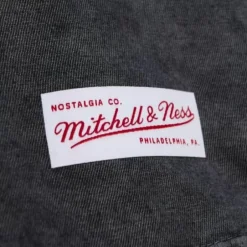 NOSTALGIA CO.
Mitchell & Ness
PHILADELPHIA, PA.